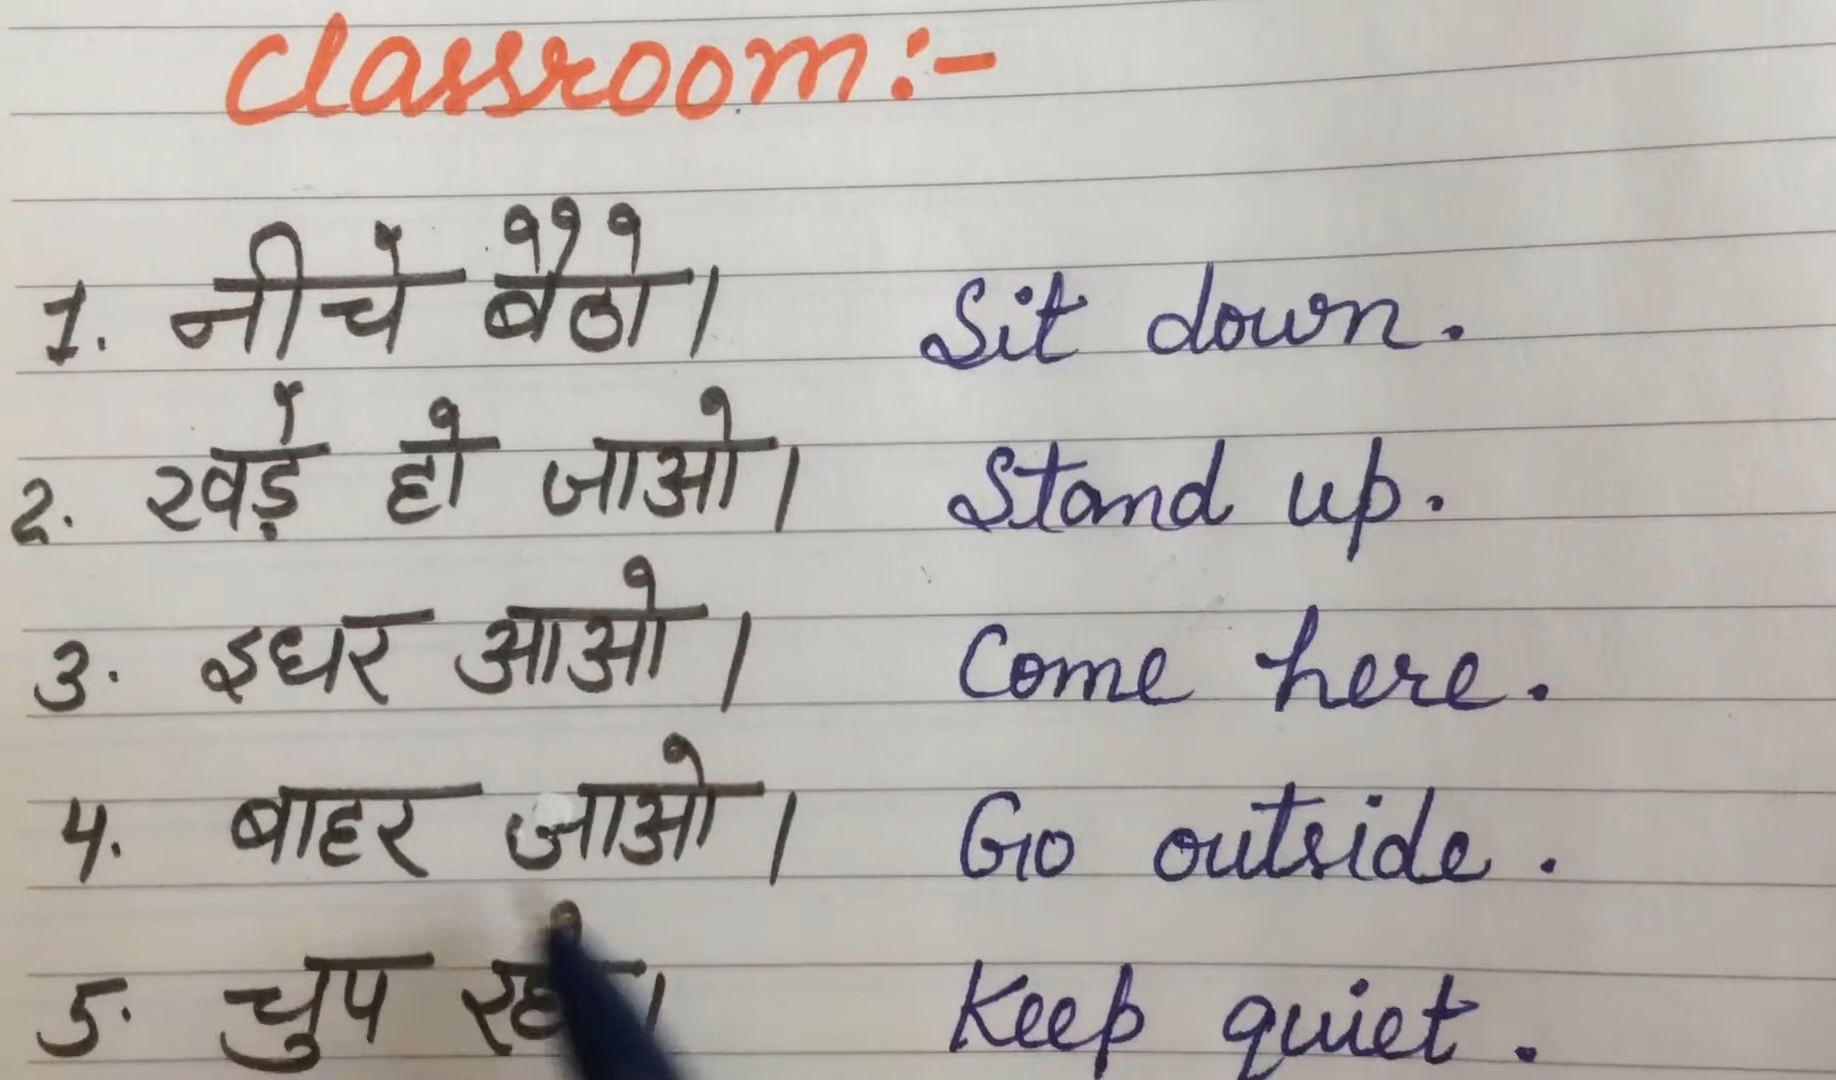 Classroom:-
1. नीचे बैठो। Sit down.
2. खड़े हो जाओ। Stand up.
3. इधर आओ। Come here.
4. बाहर जाओ। Go outside.
5. चुप Keep quiet.